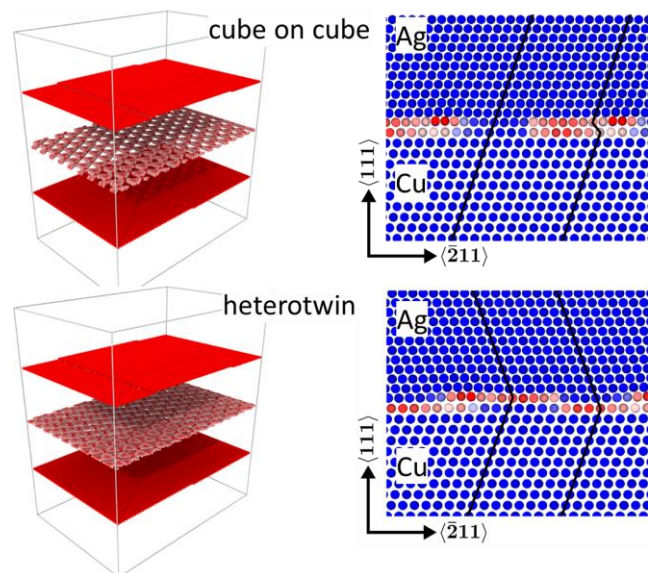 cube on cube
Ag
Cu
⟨111⟩
⟨2̄11⟩
heterotwin
Ag
Cu
⟨111⟩
⟨2̄11⟩